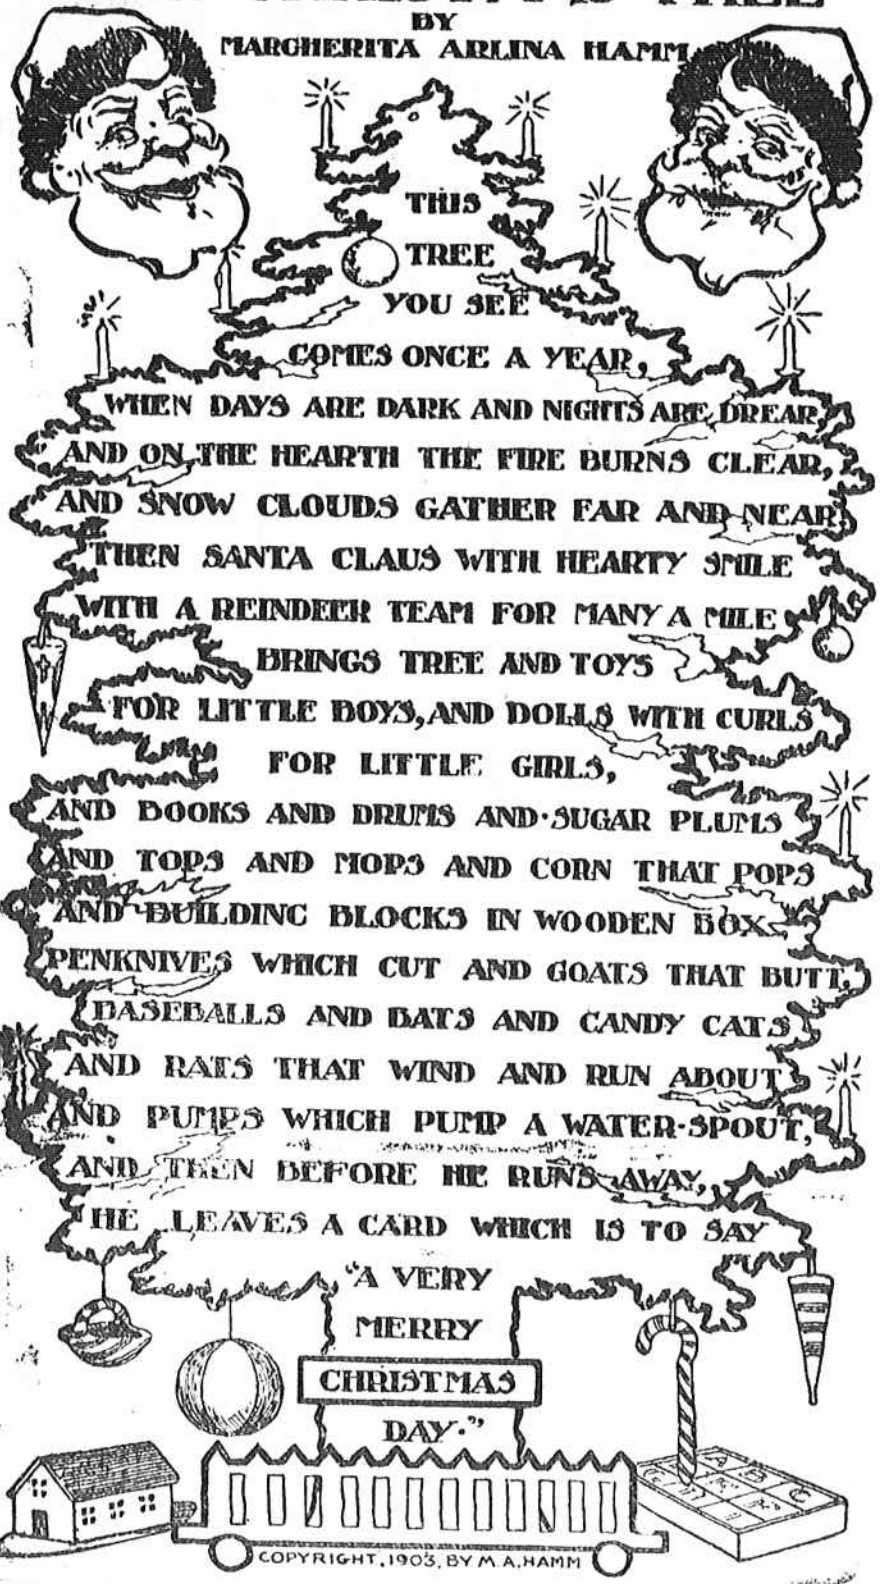 BY
MARGHERITA ARLINA HAMM
THIS
TREE
YOU SEE
COMES ONCE A YEAR,
WHEN DAYS ARE DARK AND NIGHTS ARE DREAR,
AND ON THE HEARTH THE FIRE BURNS CLEAR,
AND SNOW CLOUDS GATHER FAR AND NEAR,
THEN SANTA CLAUS WITH HEARTY SMILE
WITH A REINDEER TEAM FOR MANY A MILE
BRINGS TREE AND TOYS
FOR LITTLE BOYS, AND DOLLS WITH CURLS
FOR LITTLE GIRLS,
AND BOOKS AND DRUMS AND·SUGAR PLUMS
AND TOPS AND MOPS AND CORN THAT POPS
AND BUILDING BLOCKS IN WOODEN BOX
PENKNIVES WHICH CUT AND GOATS THAT BUTT,
BASEBALLS AND BATS AND CANDY CATS
AND RATS THAT WIND AND RUN ABOUT
AND PUMPS WHICH PUMP A WATER-SPOUT,
AND THEN BEFORE HE RUNS AWAY,
HE LEAVES A CARD WHICH IS TO SAY
"A VERY
MERRY
CHRISTMAS
DAY."
COPYRIGHT, 1903, BY M. A. HAMM